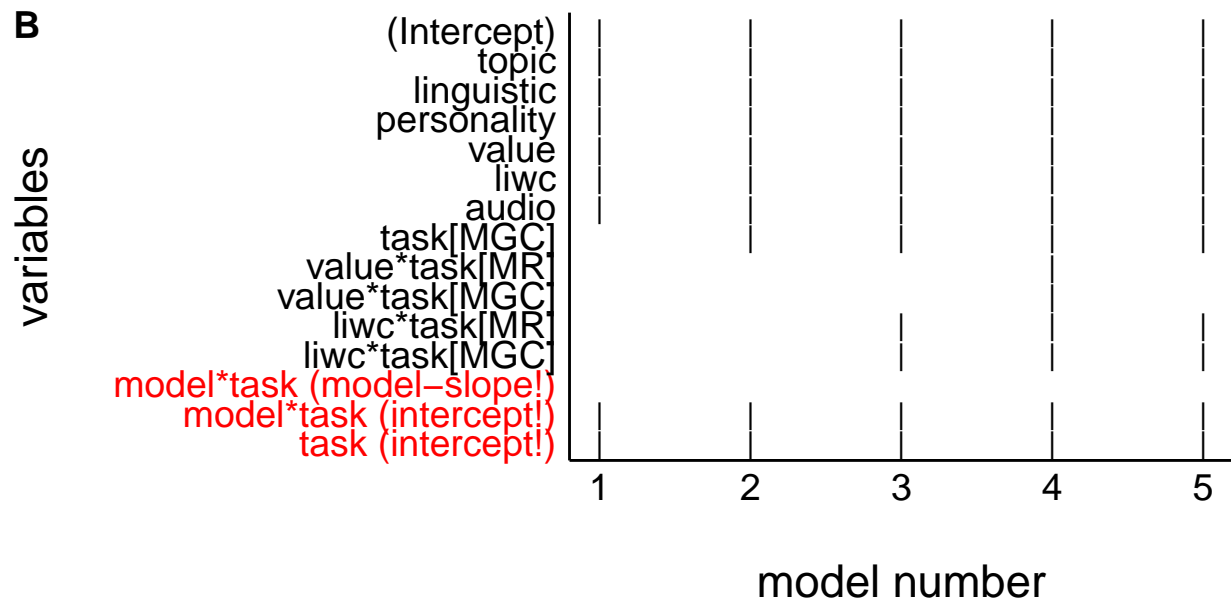 B
variables
(Intercept)
topic
linguistic
personality
value
liwc
audio
task[MGC]
value*task[MR]
value*task[MGC]
liwc*task[MR]
liwc*task[MGC]
model*task (model−slope!)
model*task (intercept!)
task (intercept!)
1 2 3 4 5
model number